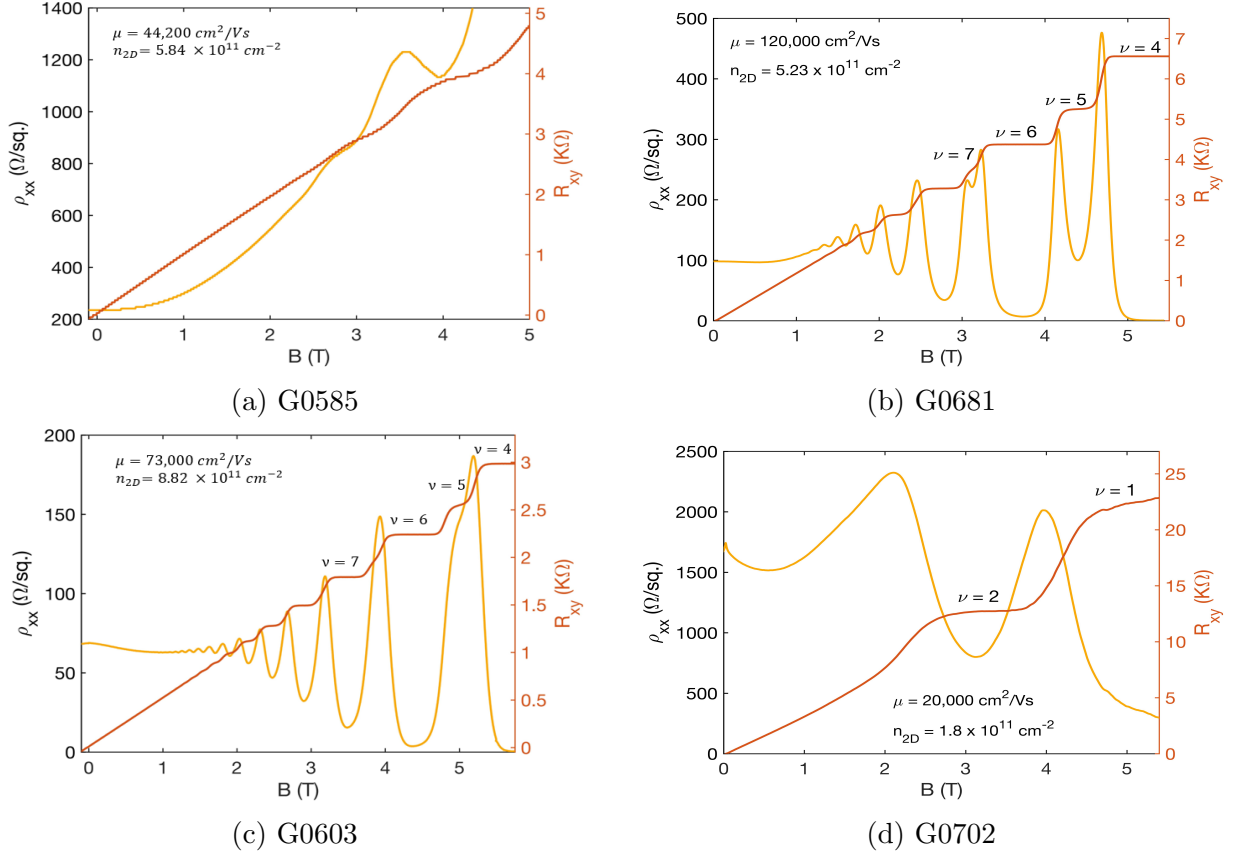 1400
1200
1000
800
600
400
200
ρxx (Ω/sq.)
μ = 44,200 cm²/Vs
n2D= 5.84 × 10¹¹ cm⁻²
5
4
3
2
1
0
Rxy (KΩ)
0 1 2 3 4 5
B (T)
(a) G0585
500
400
300
200
100
0
ρxx (Ω/sq.)
μ = 120,000 cm²/Vs
n2D = 5.23 x 10¹¹ cm⁻²
ν = 4
ν = 5
ν = 6
ν = 7
7
6
5
4
3
2
1
0
Rxy (KΩ)
0 1 2 3 4 5
B (T)
(b) G0681
200
150
100
50
0
ρxx (Ω/sq.)
μ = 73,000 cm²/Vs
n2D= 8.82 × 10¹¹ cm⁻²
ν = 4
ν = 5
ν = 6
ν = 7
3
2.5
2
1.5
1
0.5
0
Rxy (KΩ)
0 1 2 3 4 5
B (T)
(c) G0603
2500
2000
1500
1000
500
0
ρxx (Ω/sq.)
ν = 1
ν = 2
μ = 20,000 cm²/Vs
n2D = 1.8 x 10¹¹ cm⁻²
25
20
15
10
5
0
Rxy (KΩ)
0 1 2 3 4 5
B (T)
(d) G0702